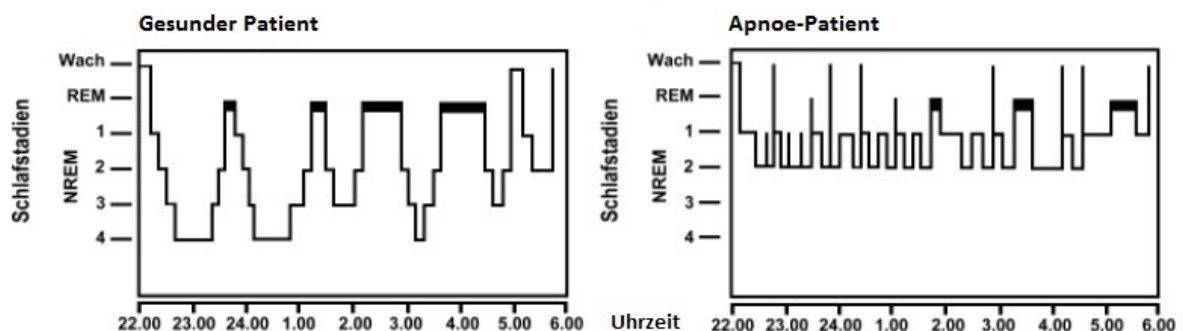 Gesunder Patient
Schlafstadien
NREM
Wach
REM
1
2
3
4
22.00 23.00 24.00 1.00 2.00 3.00 4.00 5.00 6.00
Uhrzeit
Apnoe-Patient
Schlafstadien
NREM
Wach
REM
1
2
3
4
22.00 23.00 24.00 1.00 2.00 3.00 4.00 5.00 6.00